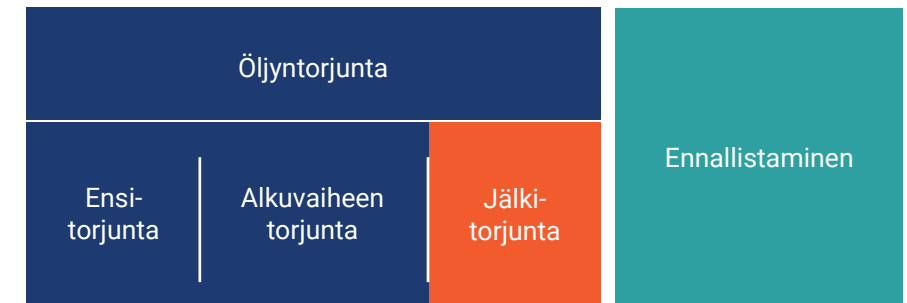 Öljyntorjunta
Ensi-
torjunta
Alkuvaiheen
torjunta
Jälki-
torjunta
Ennallistaminen